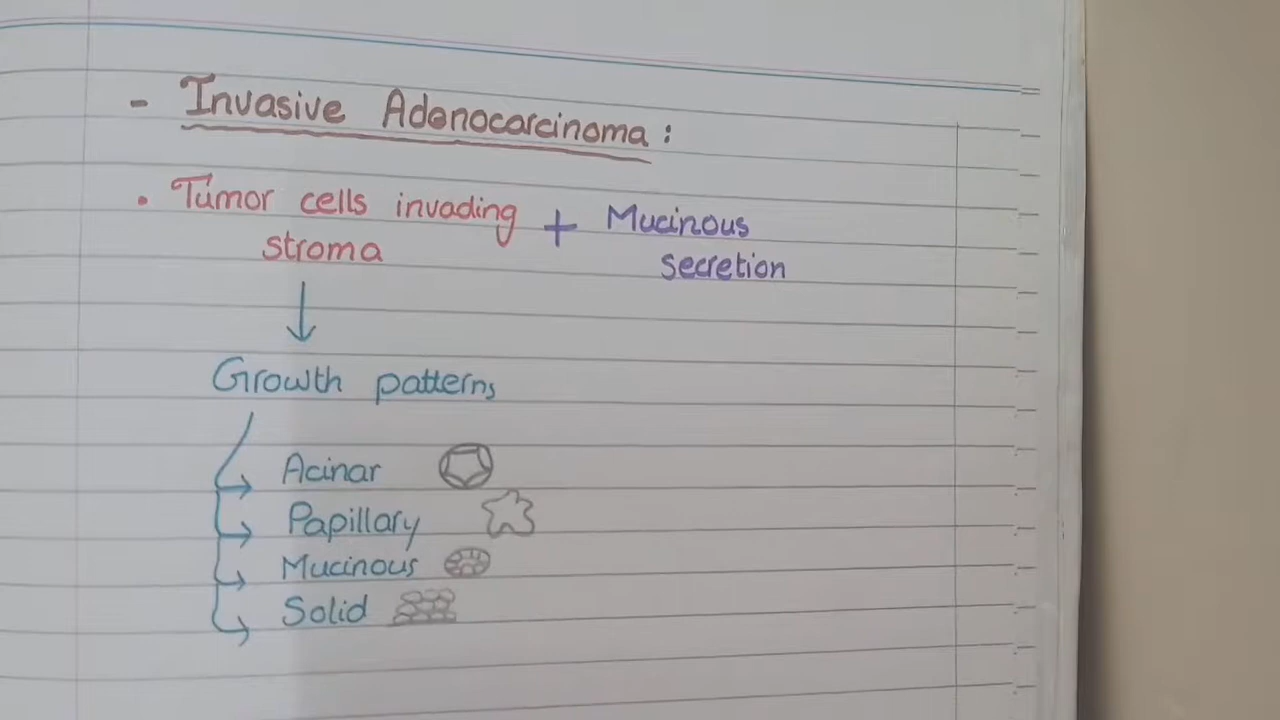 - Invasive Adenocarcinoma :
• Tumor cells invading + Mucinous
stroma secretion
↓
Growth patterns
→ Acinar
→ Papillary
→ Mucinous
→ Solid